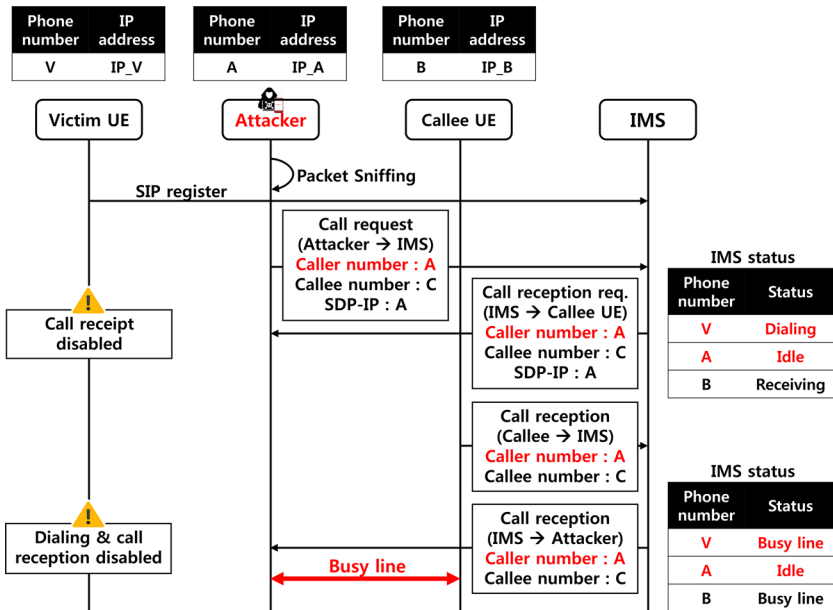 Phone number IP address
V IP_V
Phone number IP address
A IP_A
Phone number IP address
B IP_B
Victim UE
Attacker
Callee UE
IMS
Packet Sniffing
SIP register
Call request
(Attacker → IMS)
Caller number : A
Callee number : C
SDP-IP : A
Call reception req.
(IMS → Callee UE)
Caller number : A
Callee number : C
SDP-IP : A
IMS status
Phone number Status
V Dialing
A Idle
B Receiving
Call receipt
disabled
Call reception
(Callee → IMS)
Caller number : A
Callee number : C
IMS status
Phone number Status
V Busy line
A Idle
B Busy line
Dialing & call
reception disabled
Call reception
(IMS → Attacker)
Caller number : A
Callee number : C
Busy line